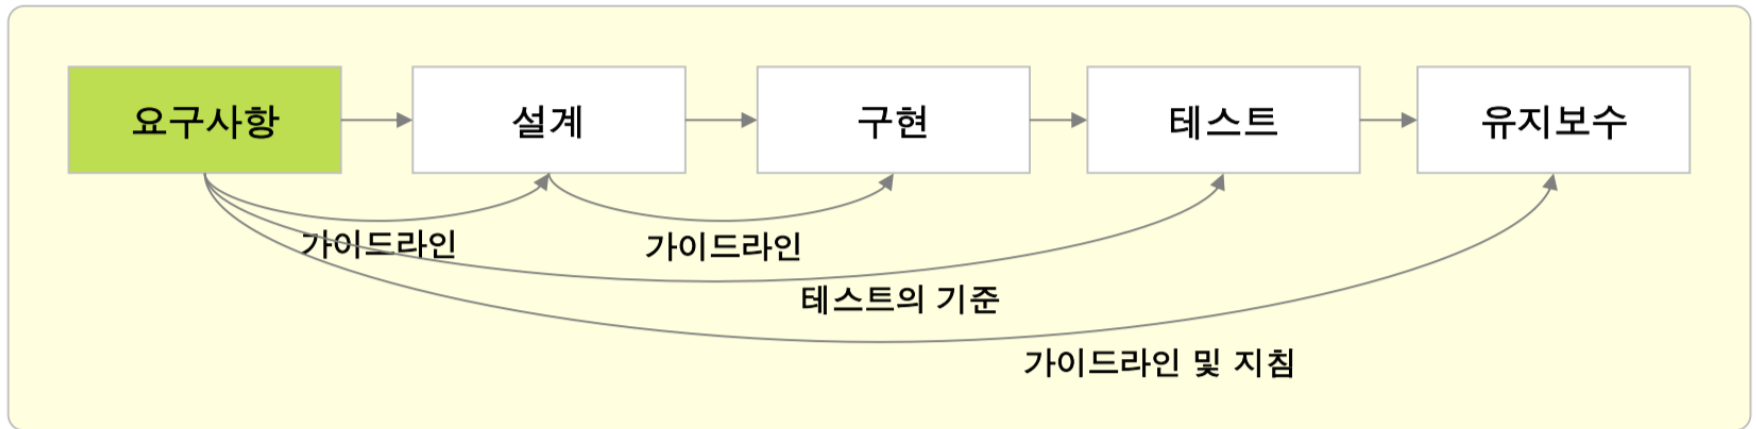 요구사항
설계
구현
테스트
유지보수
가이드라인
가이드라인
테스트의 기준
가이드라인 및 지침